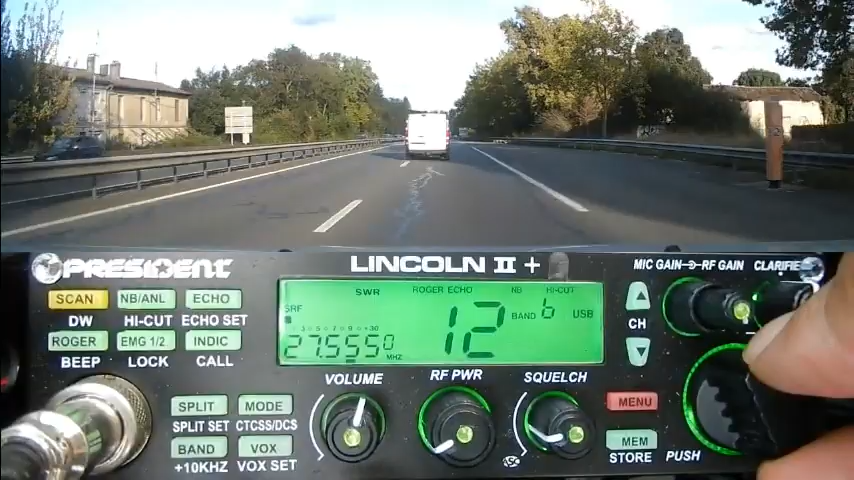 PRESIDENT
LINCOLN II +
MIC GAIN RF GAIN CLARIFIE
SCAN NB/ANL ECHO
DW HI-CUT ECHO SET
ROGER EMG 1/2 INDIC
BEEP LOCK CALL
SWR ROGER ECHO NB HI-CUT
SRF
12 BAND b USB
27.5550 MHZ
CH
VOLUME RF PWR SQUELCH
SPLIT MODE
SPLIT SET CTCSS/DCS
BAND VOX
+10KHZ VOX SET
MENU
MEM
STORE
PUSH
ASC